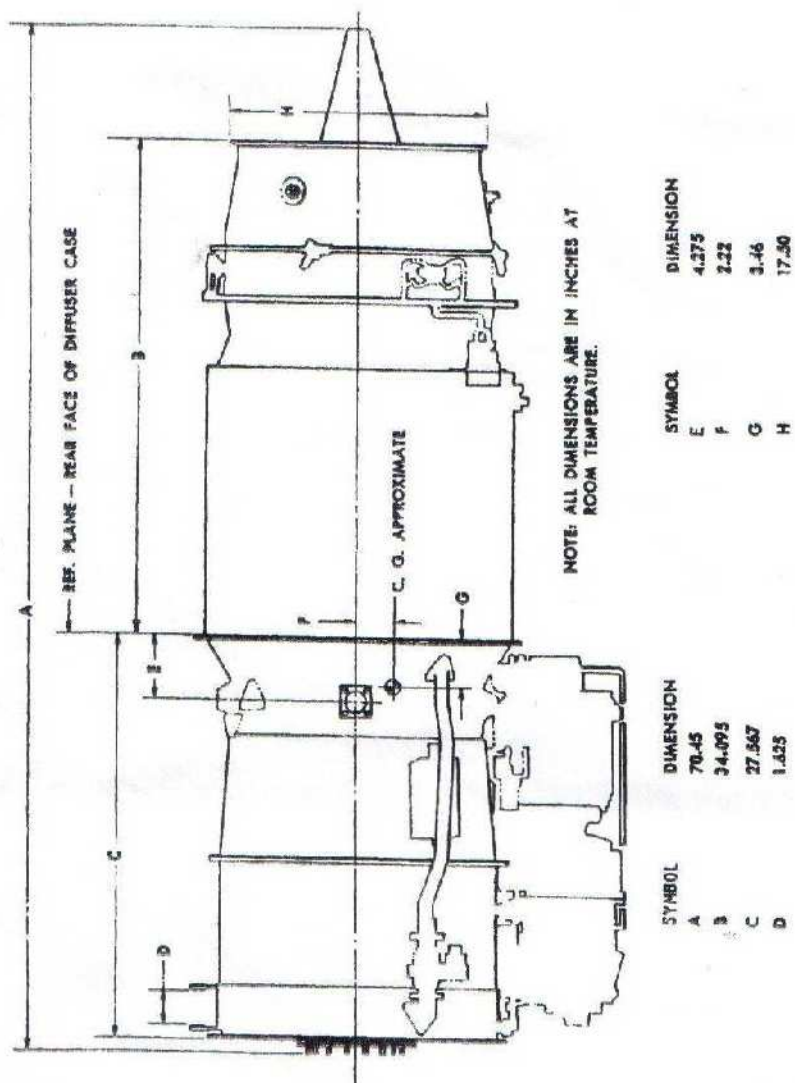 A
REF. PLANE — REAR FACE OF DIFFUSER CASE
C
B
D
E
F
H
C. G. APPROXIMATE
G
NOTE: ALL DIMENSIONS ARE IN INCHES AT
ROOM TEMPERATURE.
SYMBOL DIMENSION SYMBOL DIMENSION
A 70.45 E 4.275
B 34.095 F 2.22
C 27.567 G 3.46
D 1.625 H 17.50